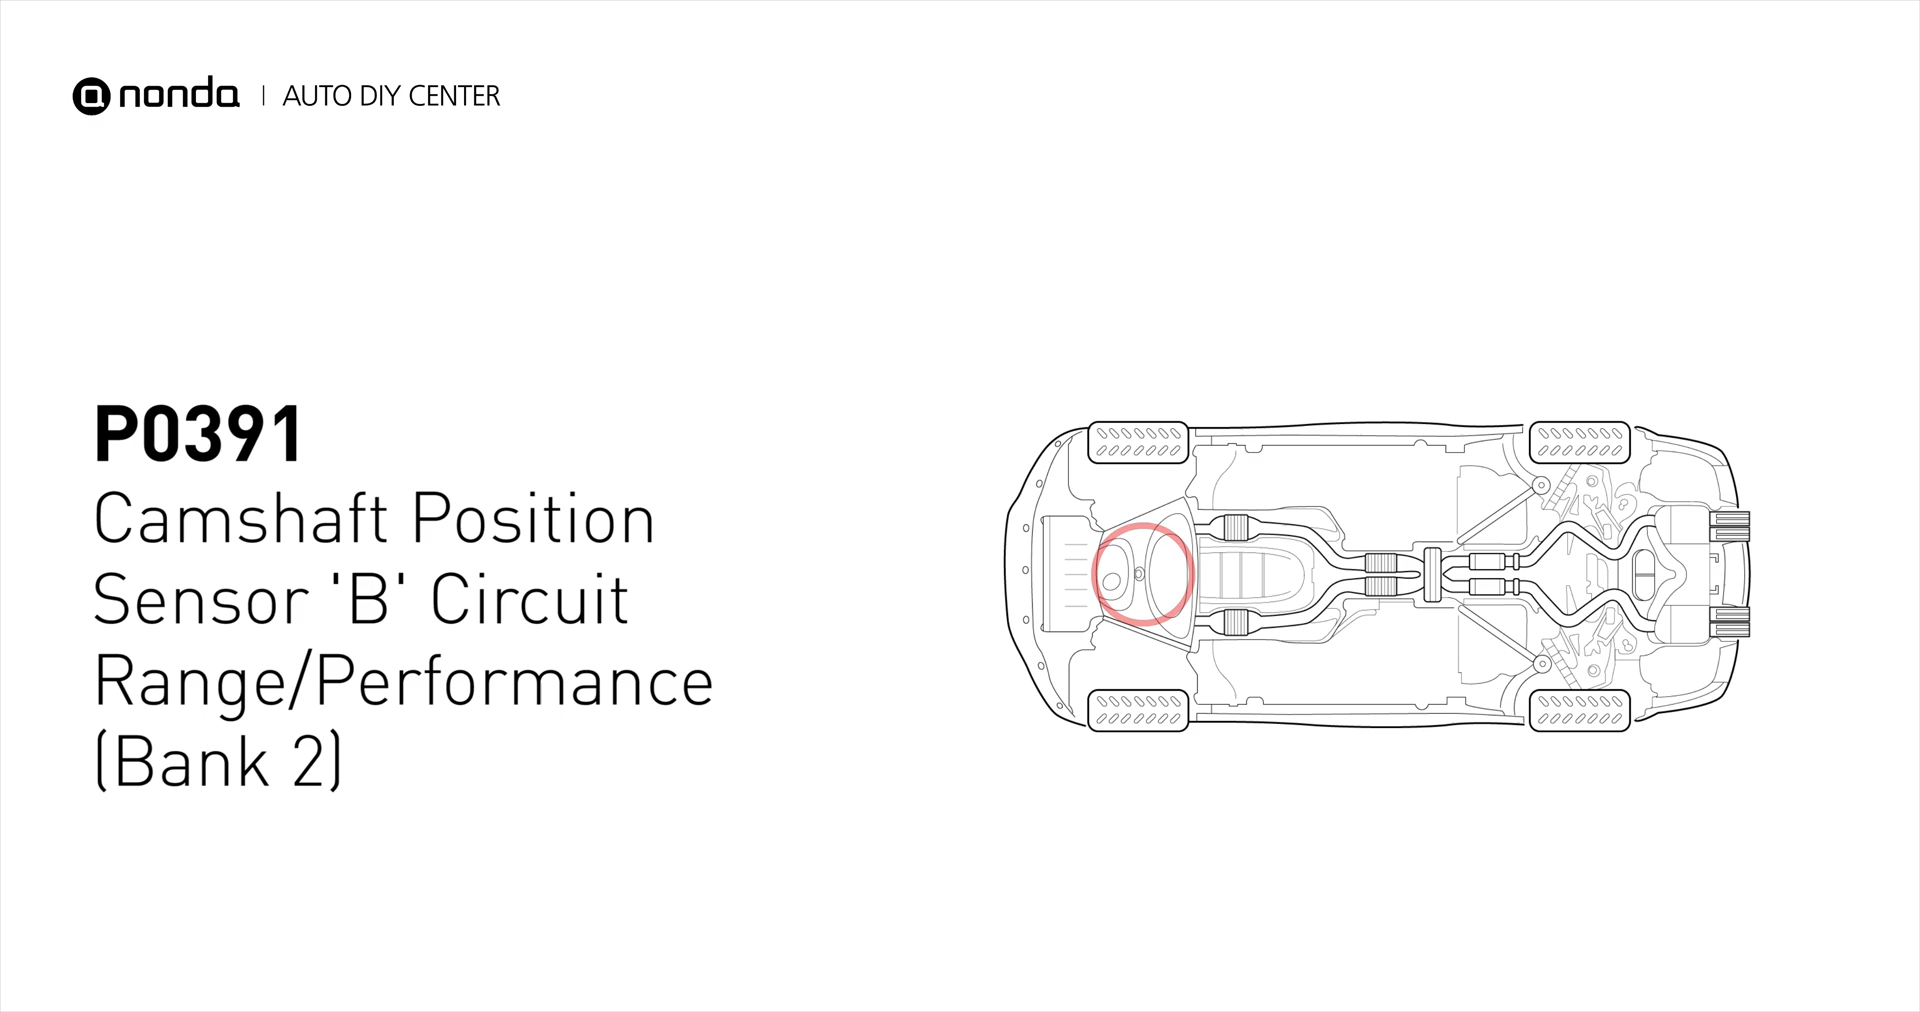 nonda | AUTO DIY CENTER
P0391
Camshaft Position
Sensor 'B' Circuit
Range/Performance
(Bank 2)